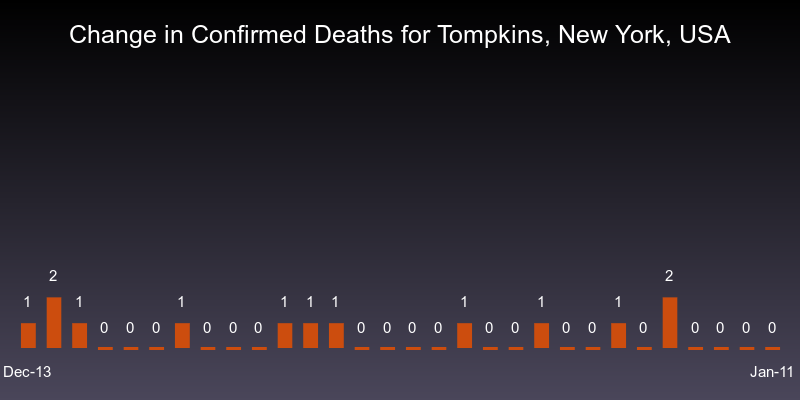 Change in Confirmed Deaths for Tompkins, New York, USA
1 2 1 0 0 0 1 0 0 0 1 1 1 0 0 0 0 1 0 0 1 0 0 1 0 2 0 0 0 0
Dec-13 Jan-11